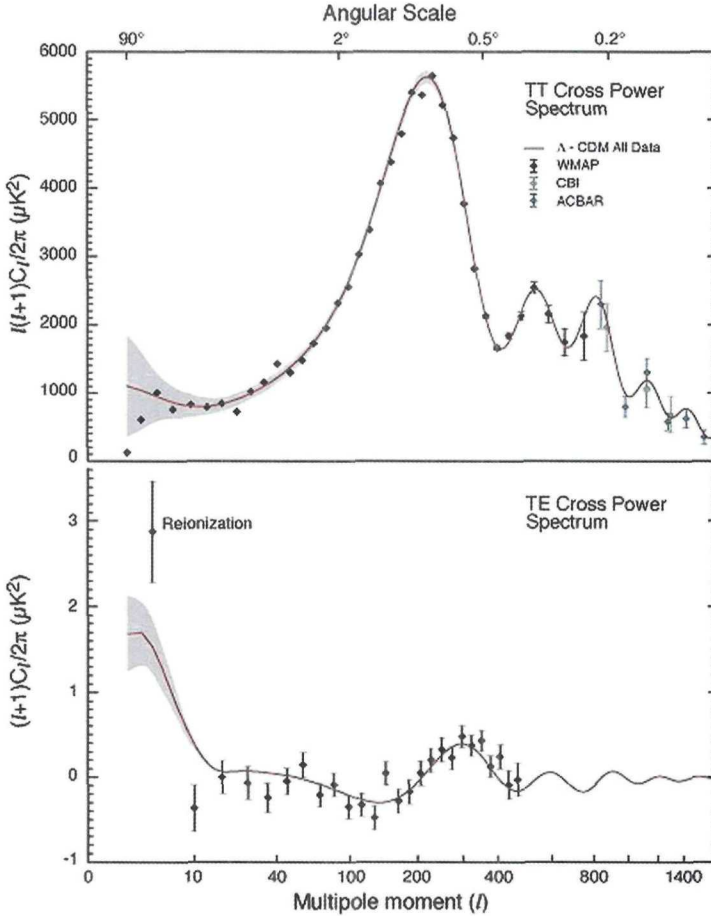 Angular Scale
90° 2° 0.5° 0.2°
6000
TT Cross Power
Spectrum
Λ - CDM All Data
WMAP
CBI
ACBAR
5000
4000
3000
2000
1000
0
l(l+1)Cl/2π (μK²)
TE Cross Power
Spectrum
Reionization
3
2
1
0
-1
(l+1)Cl/2π (μK²)
0 10 40 100 200 400 800 1400
Multipole moment (l)